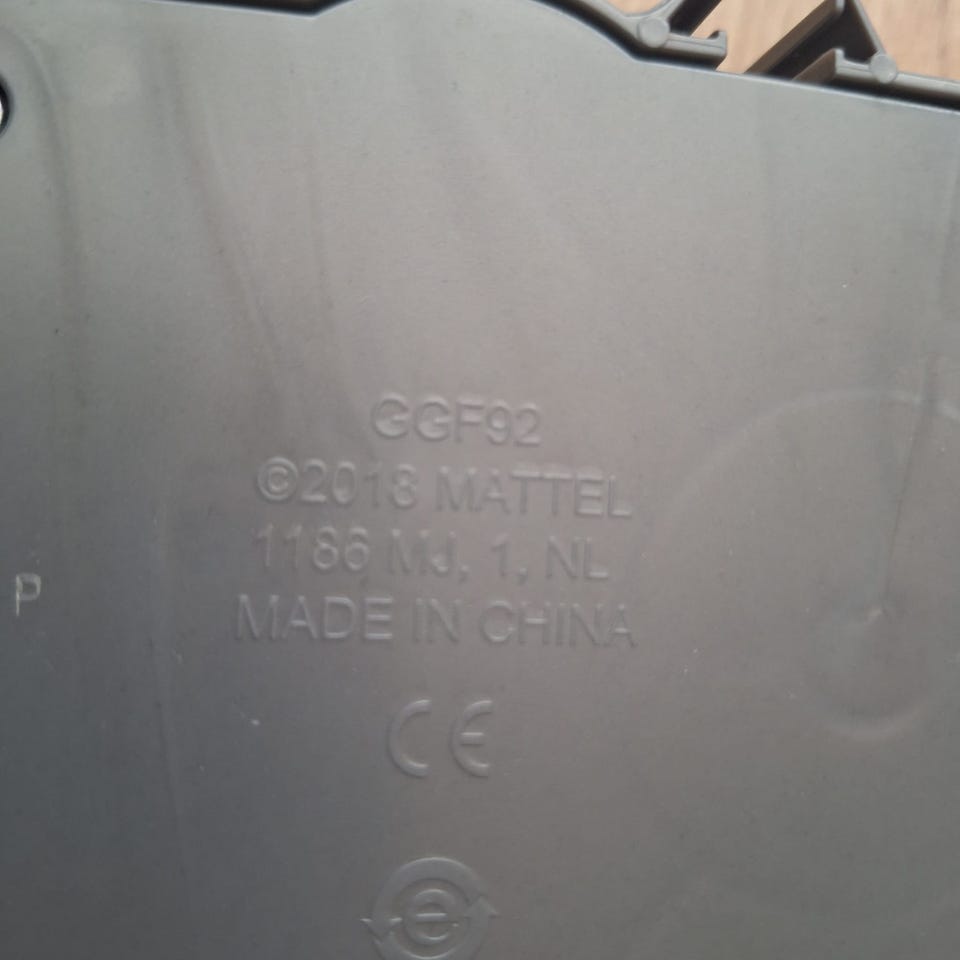 GGF92
©2018 MATTEL
1186 MJ, 1, NL
MADE IN CHINA
P
CE
e